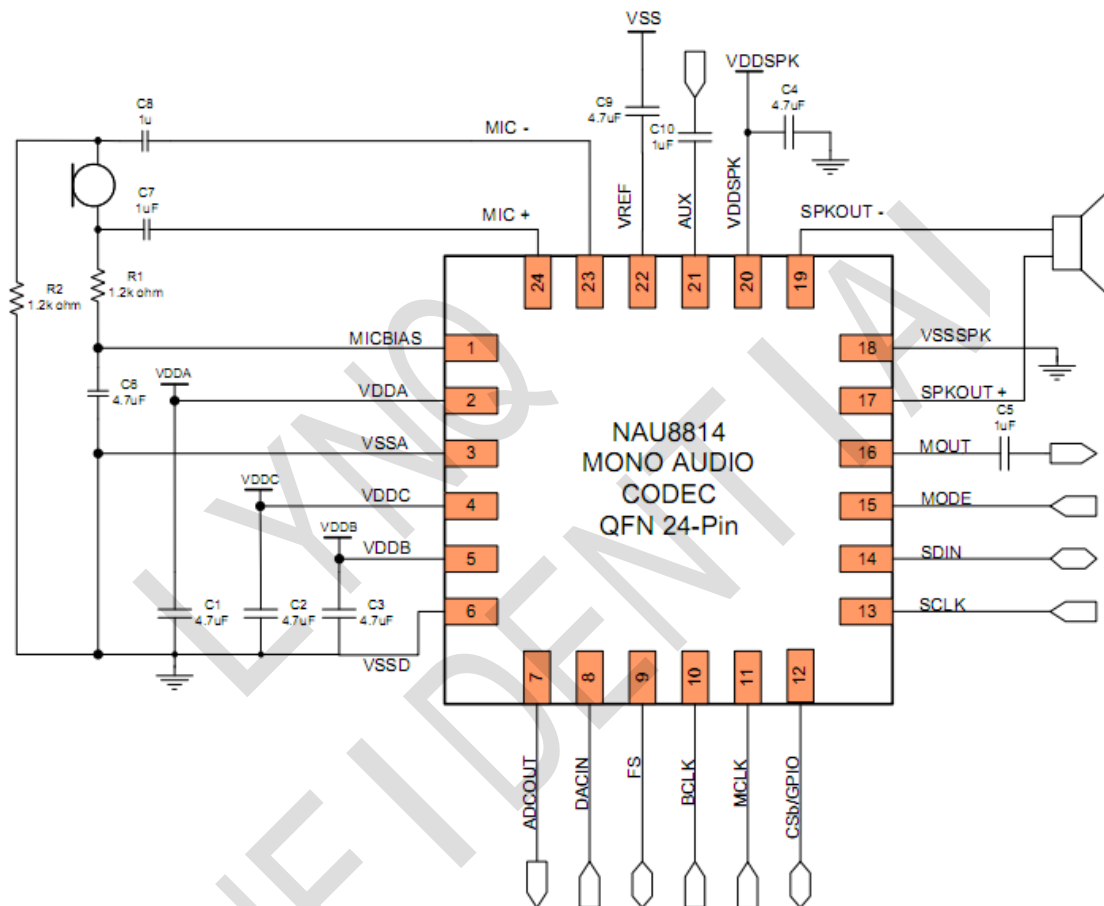 VSS
VDDSPK
C9
4.7uF
C10
1uF
C4
4.7uF
C8
1u
MIC -
C7
1uF
MIC +
VREF
AUX
VDDSPK
SPKOUT -
R2
1.2k ohm
R1
1.2k ohm
24
23
22
21
20
19
MICBIAS
1
18
VSSSPK
C6
4.7uF
VDDA
VDDA
2
17
SPKOUT +
VSSA
3
16
MOUT
C5
1uF
VDDC
VDDC
4
15
MODE
VDDB
VDDB
5
14
SDIN
6
13
SCLK
NAU8814
MONO AUDIO
CODEC
QFN 24-Pin
C1
4.7uF
C2
4.7uF
C3
4.7uF
VSSD
7
8
9
10
11
12
ADCOUT
DACIN
FS
BCLK
MCLK
CSb/GPIO
LYNQ